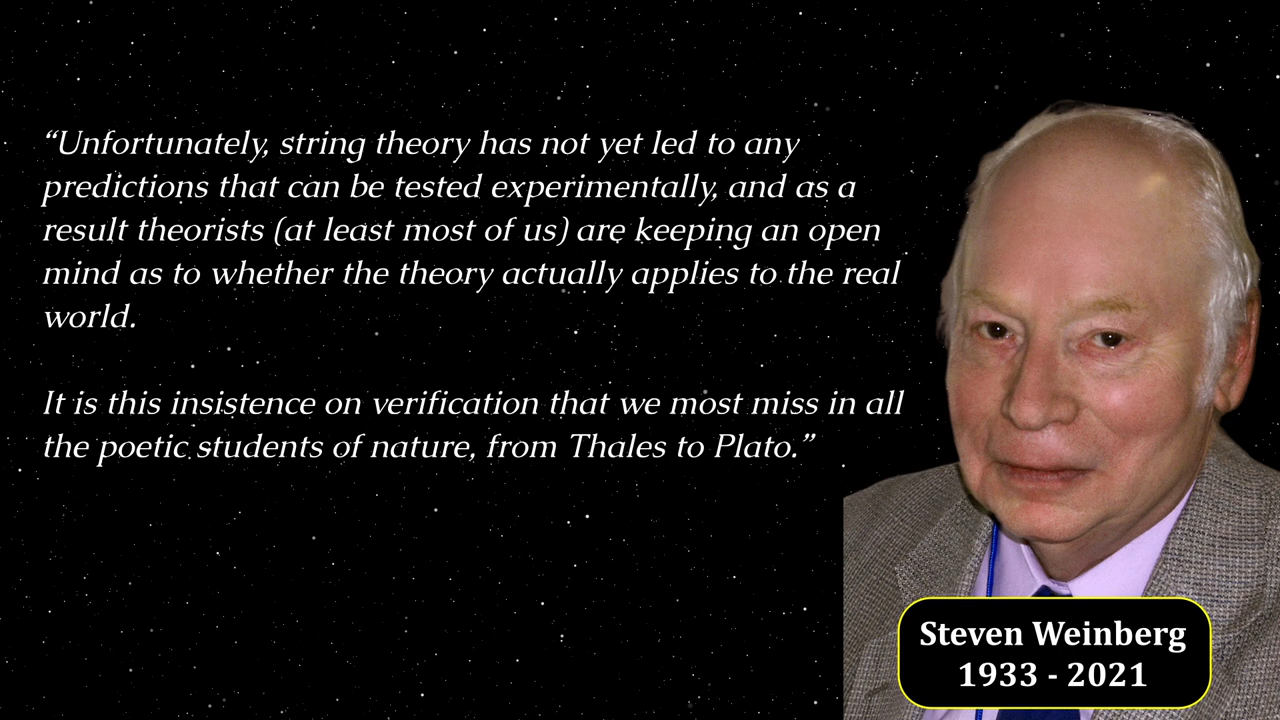 “Unfortunately, string theory has not yet led to any
predictions that can be tested experimentally, and as a
result theorists (at least most of us) are keeping an open
mind as to whether the theory actually applies to the real
world.
It is this insistence on verification that we most miss in all
the poetic students of nature, from Thales to Plato.”
Steven Weinberg
1933 - 2021